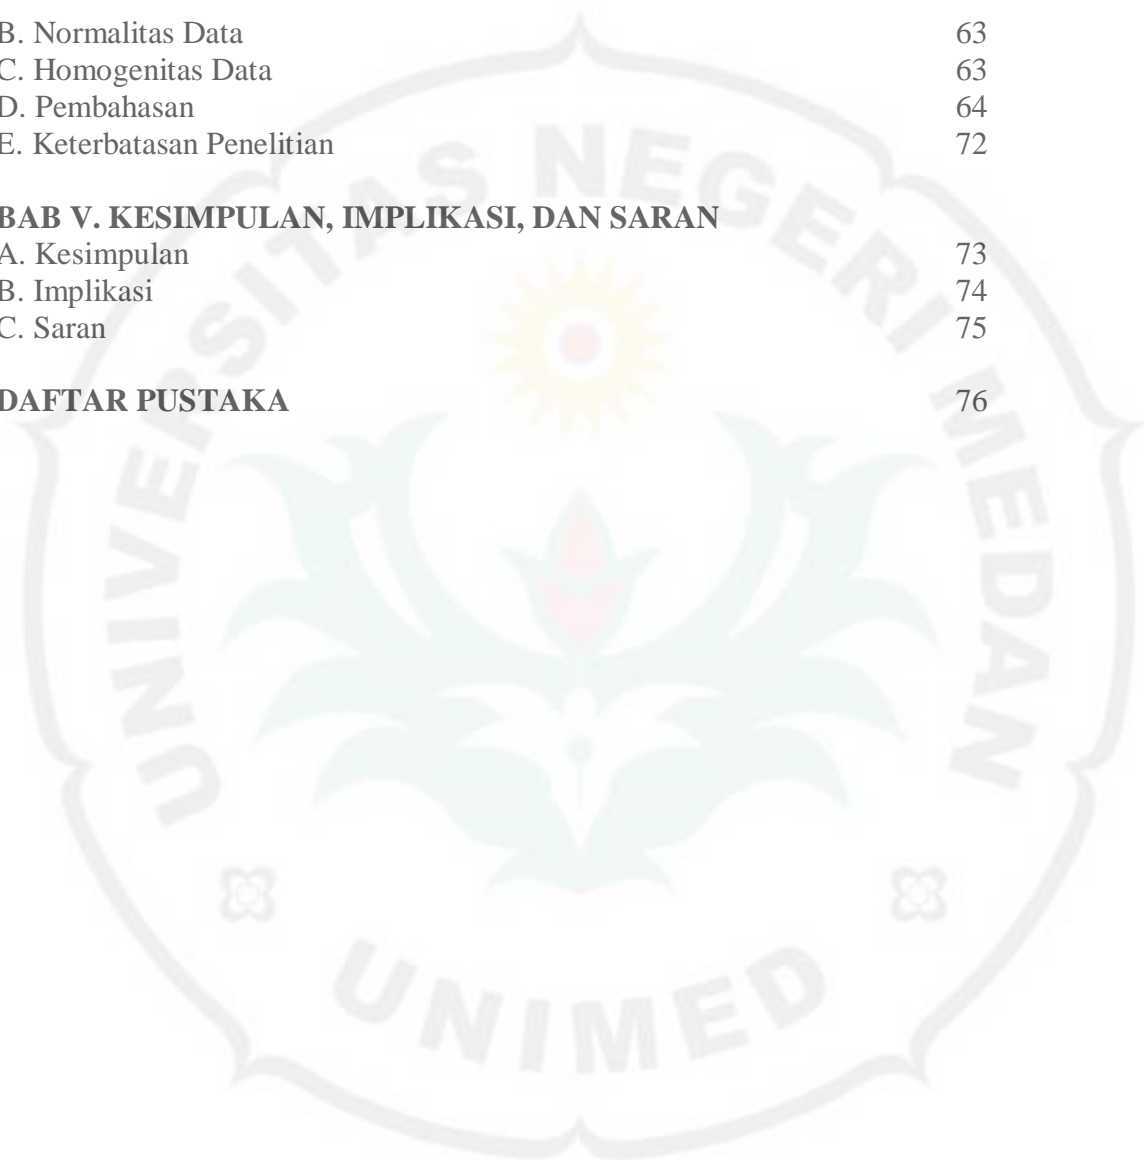 B. Normalitas Data 63
C. Homogenitas Data 63
D. Pembahasan 64
E. Keterbatasan Penelitian 72
BAB V. KESIMPULAN, IMPLIKASI, DAN SARAN
A. Kesimpulan 73
B. Implikasi 74
C. Saran 75
DAFTAR PUSTAKA 76
UNIVERSITAS NEGERI MEDAN
UNIMED